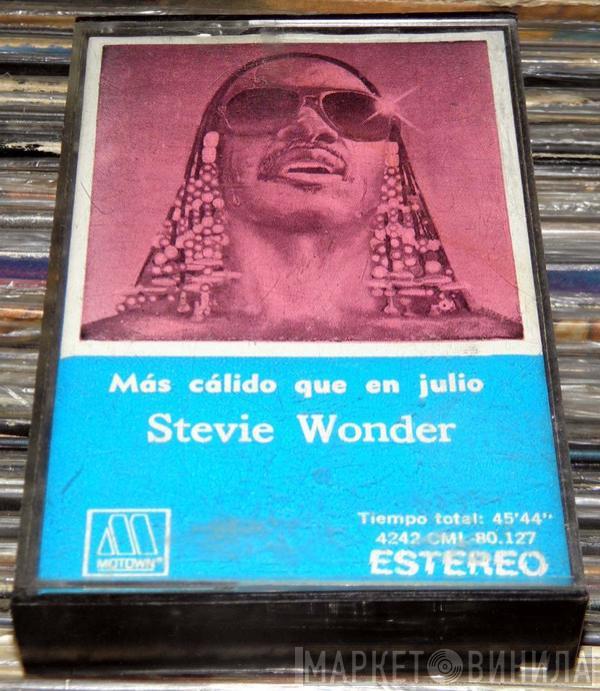 Más cálido que en julio
Stevie Wonder
Tiempo total: 45'44"
4242 CML 80.127
MOTOWN®
ESTEREO
МАРКЕТ ВИНИЛА